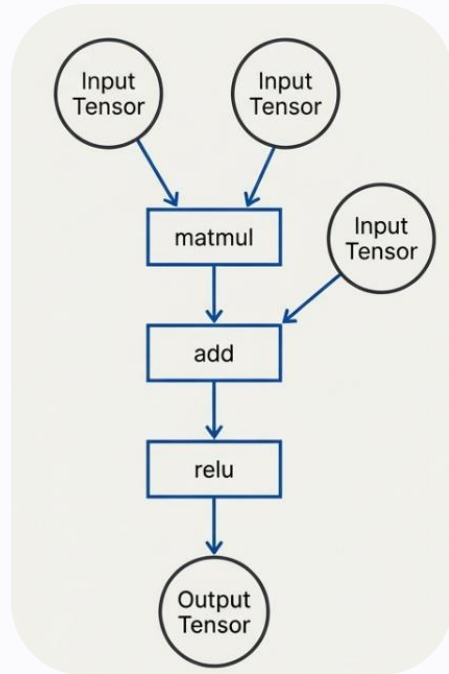 Input
Tensor
Input
Tensor
matmul
Input
Tensor
add
relu
Output
Tensor